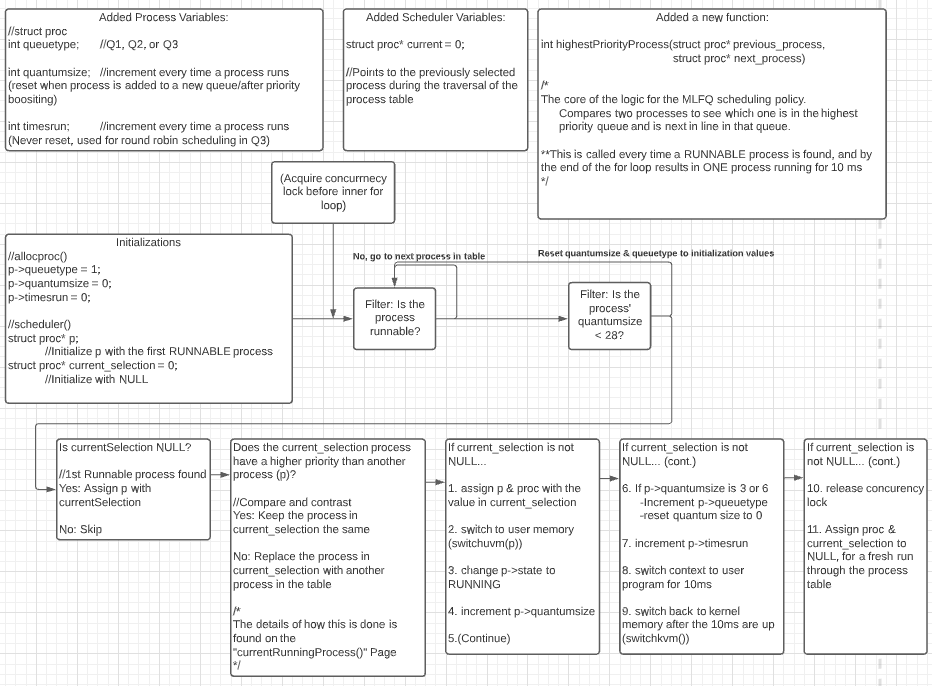 Added Process Variables:
//struct proc
int queuetype; //Q1, Q2, or Q3
int quantumsize; //increment every time a process runs
(reset when process is added to a new queue/after priority
boositing)
int timesrun; //increment every time a process runs
(Never reset, used for round robin scheduling in Q3)
Added Scheduler Variables:
struct proc* current = 0;
//Points to the previously selected
process during the traversal of the
process table
Added a new function:
int highestPriorityProcess(struct proc* previous_process,
struct proc* next_process)
/*
The core of the logic for the MLFQ scheduling policy.
Compares two processes to see which one is in the highest
priority queue and is next in line in that queue.
**This is called every time a RUNNABLE process is found, and by
the end of the for loop results in ONE process running for 10 ms
*/
(Acquire concurrnecy
lock before inner for
loop)
Initializations
//allocproc()
p->queuetype = 1;
p->quantumsize = 0;
p->timesrun = 0;
//scheduler()
struct proc* p;
//Initialize p with the first RUNNABLE process
struct proc* current_selection = 0;
//Initialize with NULL
No, go to next process in table
Reset quantumsize & queuetype to initialization values
Filter: Is the
process
runnable?
Filter: Is the
process'
quantumsize
< 28?
Is currentSelection NULL?
//1st Runnable process found
Yes: Assign p with
currentSelection
No: Skip
Does the current_selection process
have a higher priority than another
process (p)?
//Compare and contrast
Yes: Keep the process in
current_selection the same
No: Replace the process in
current_selection with another
process in the table
/*
The details of how this is done is
found on the
"currentRunningProcess()" Page
*/
If current_selection is not
NULL...
1. assign p & proc with the
value in current_selection
2. switch to user memory
(switchuvm(p))
3. change p->state to
RUNNING
4. increment p->quantumsize
5.(Continue)
If current_selection is not
NULL... (cont.)
6. If p->quantumsize is 3 or 6
-Increment p->queuetype
-reset quantum size to 0
7. increment p->timesrun
8. switch context to user
program for 10ms
9. switch back to kernel
memory after the 10ms are up
(switchkvm())
If current_selection is
not NULL... (cont.)
10. release concurency
lock
11. Assign proc &
current_selection to
NULL, for a fresh run
through the process
table